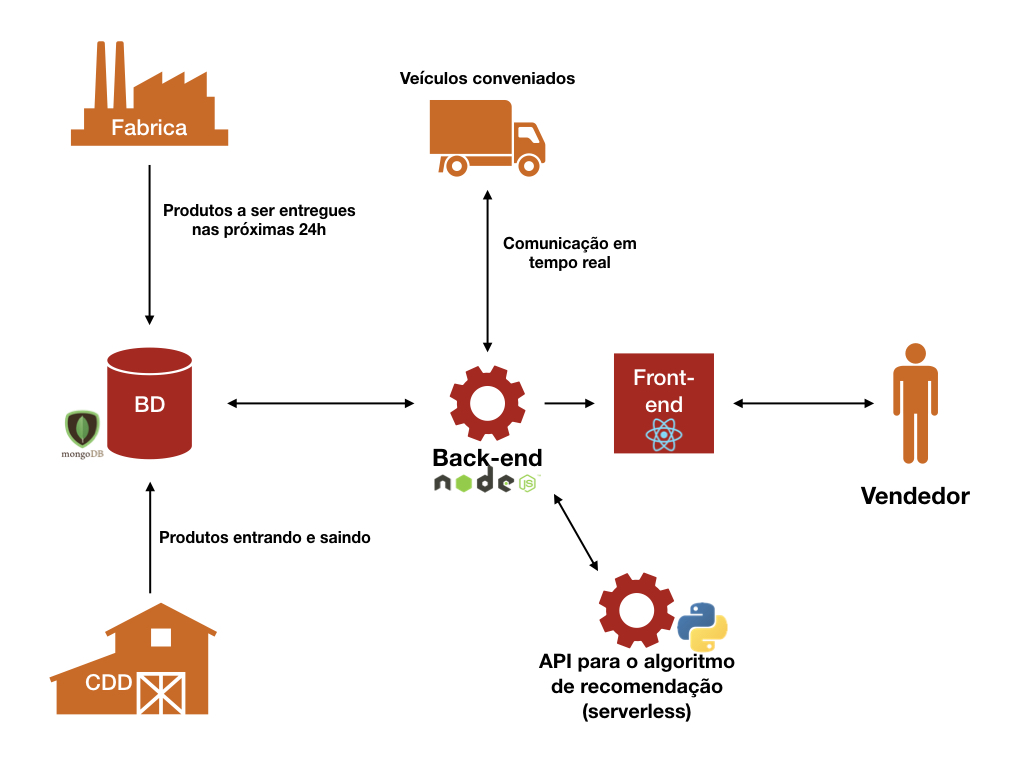 Fabrica
Veículos conveniados
Produtos a ser entregues
nas próximas 24h
Comunicação em
tempo real
BD
mongoDB
Back-end
node
JS
Front-
end
Vendedor
Produtos entrando e saindo
CDD
API para o algoritmo
de recomendação
(serverless)